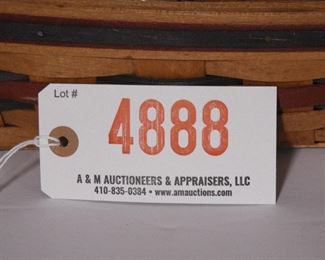 Lot #
4888
A & M AUCTIONEERS & APPRAISERS, LLC
410-835-0384 • www.amauctions.com